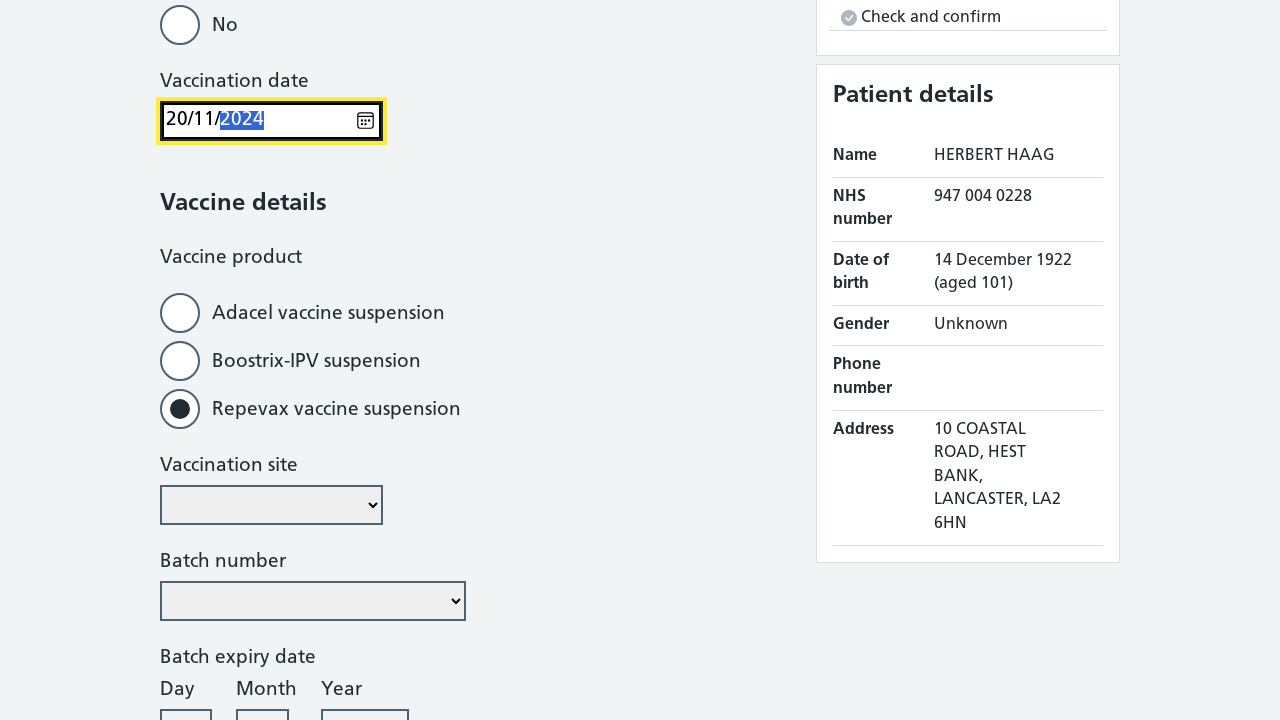 No
Vaccination date
20/11/2024
Vaccine details
Vaccine product
Adacel vaccine suspension
Boostrix-IPV suspension
Repevax vaccine suspension
Vaccination site
Batch number
Batch expiry date
Day Month Year
Check and confirm
Patient details
Name HERBERT HAAG
NHS number 947 004 0228
Date of birth 14 December 1922 (aged 101)
Gender Unknown
Phone number
Address 10 COASTAL
ROAD, HEST
BANK,
LANCASTER, LA2
6HN